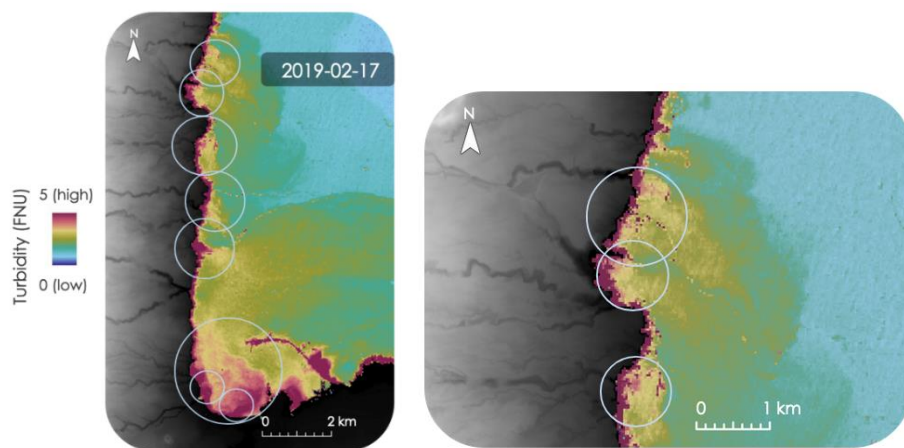 N
2019-02-17
Turbidity (FNU)
5 (high)
0 (low)
0 2 km
N
0 1 km